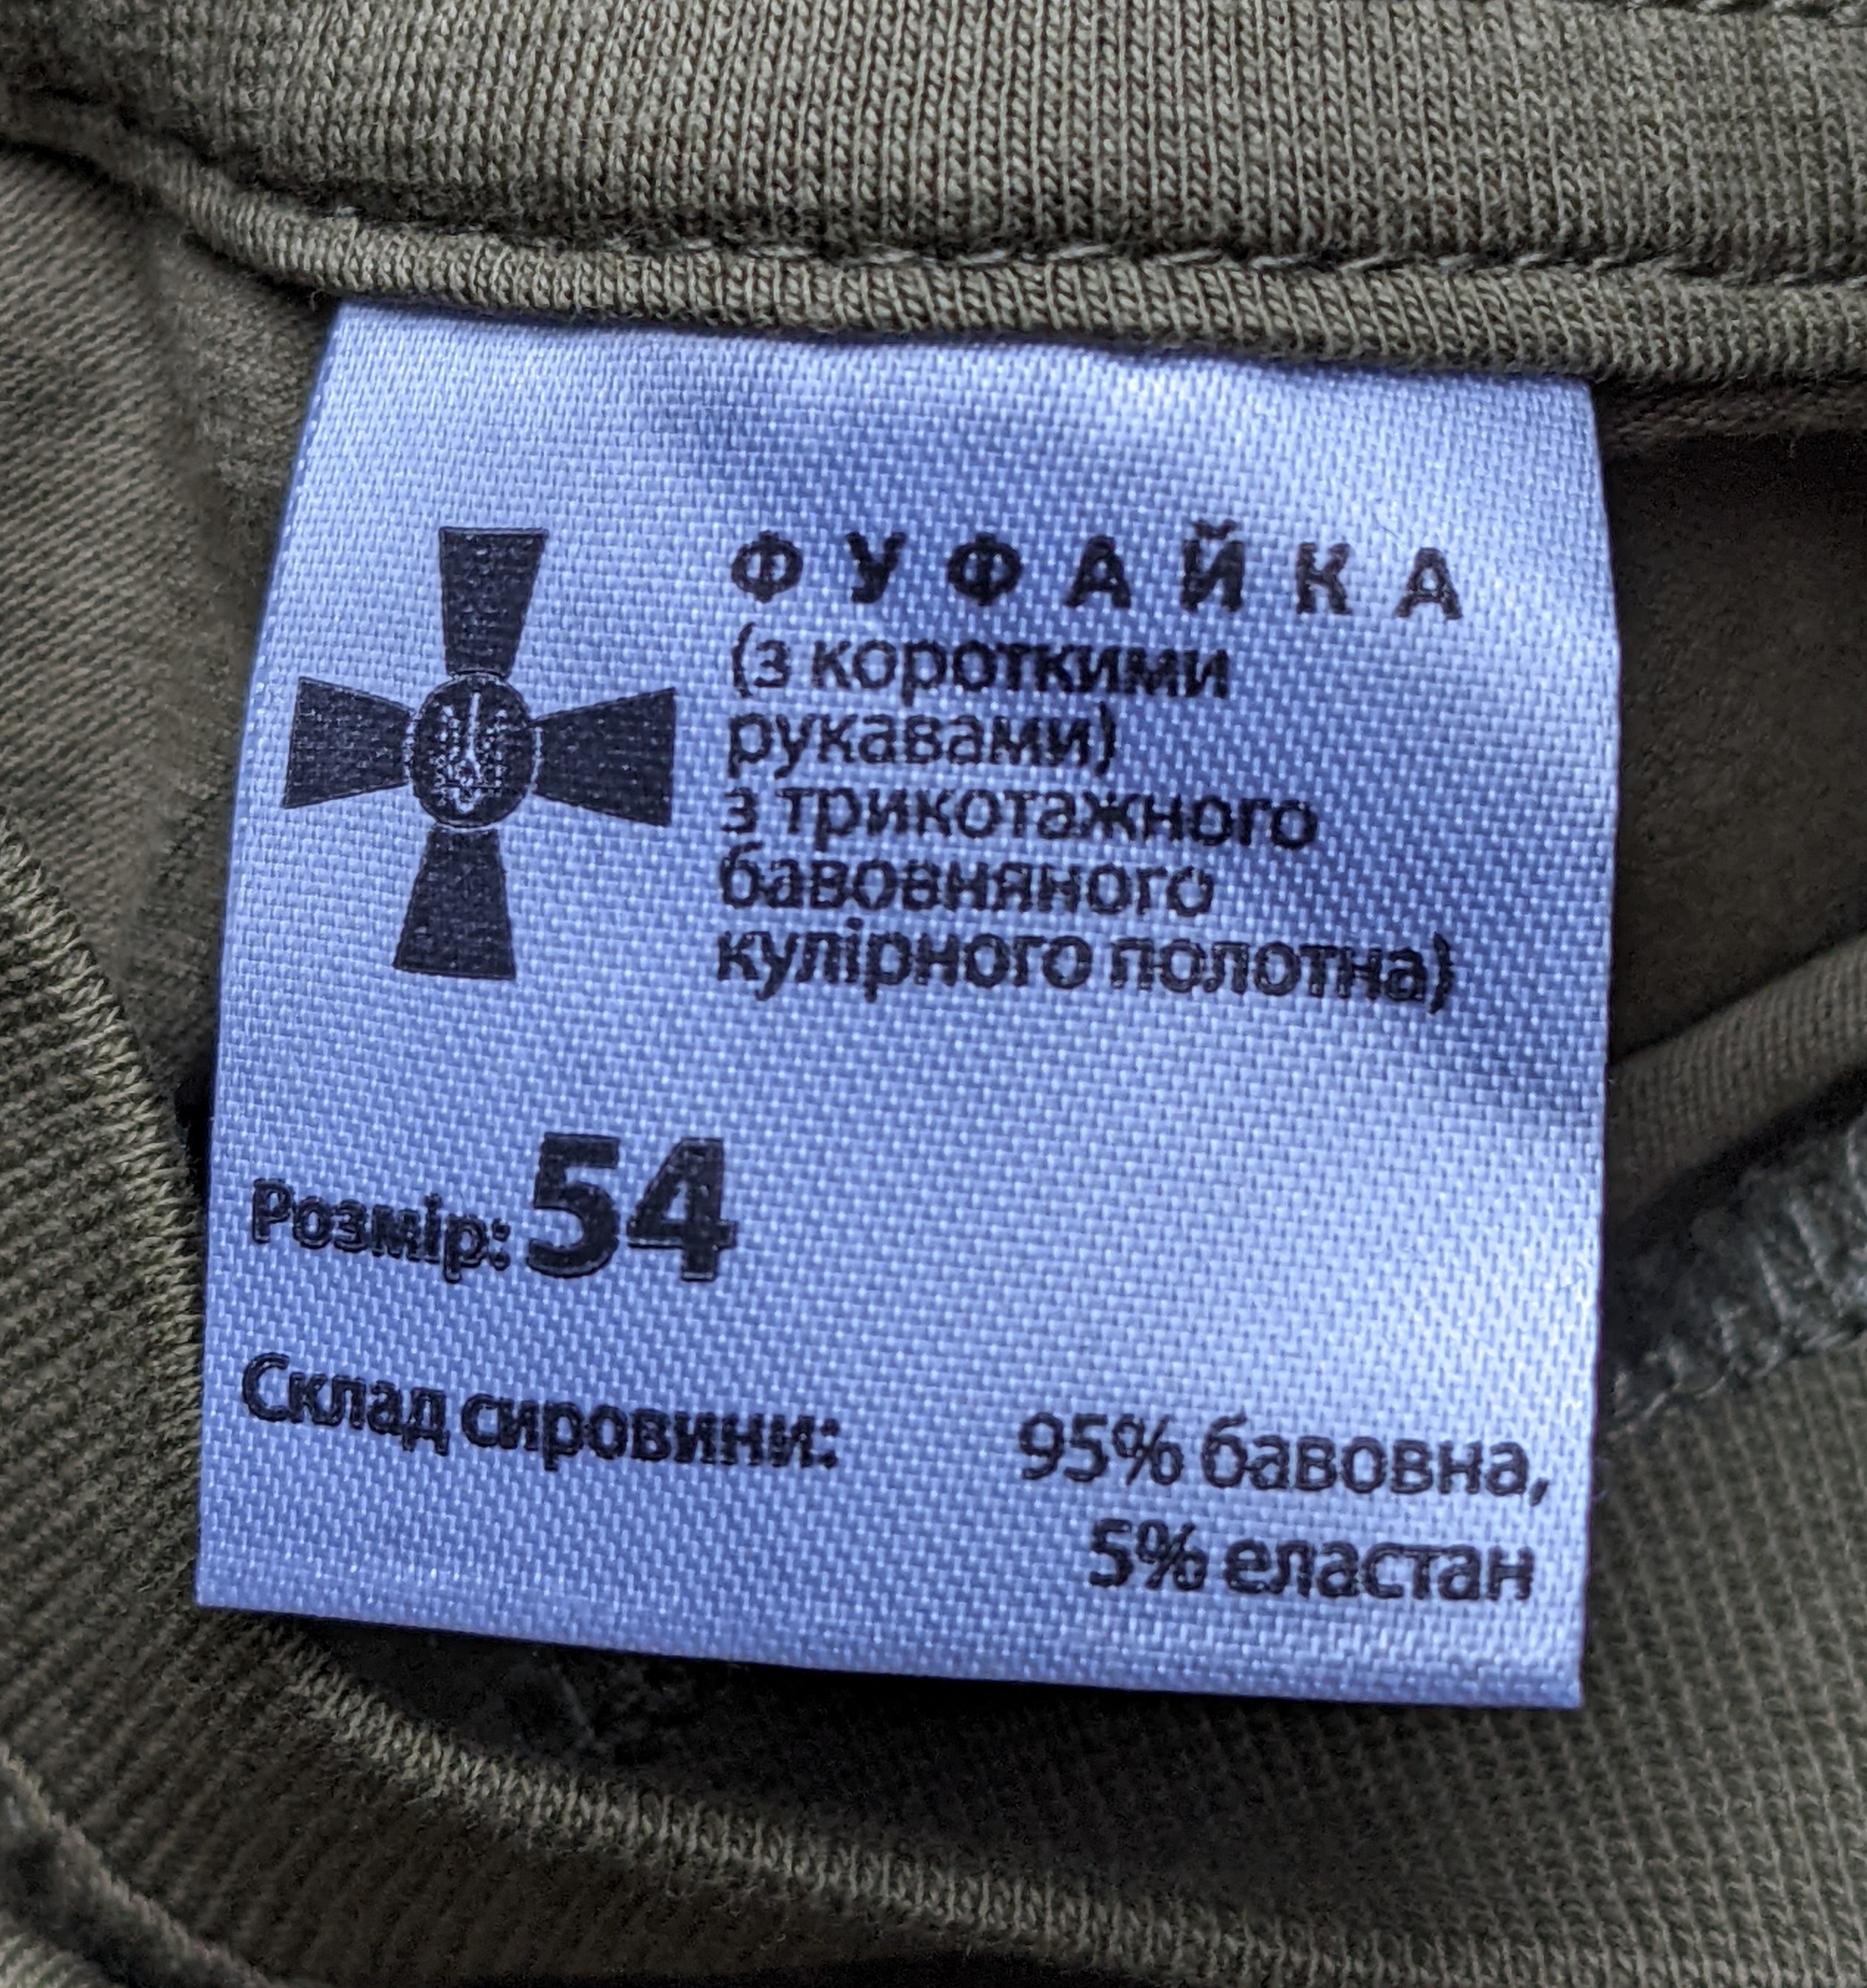 ФУФАЙКА
(з короткими
рукавами)
з трикотажного
бавовняного
кулірного полотна)
Розмір: 54
Склад сировини: 95% бавовна,
5% еластан